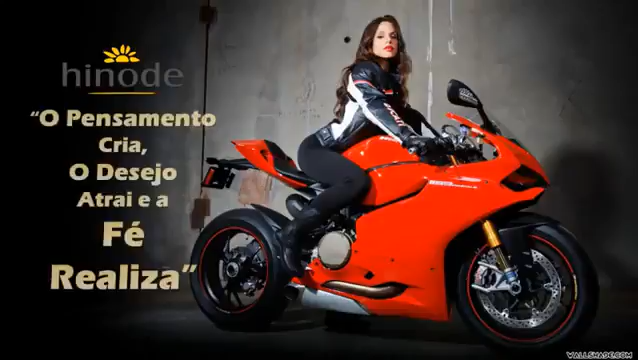 hinode
“O Pensamento
Cria,
O Desejo
Atrai e a
Fé
Realiza”
WALLSHADE.COM